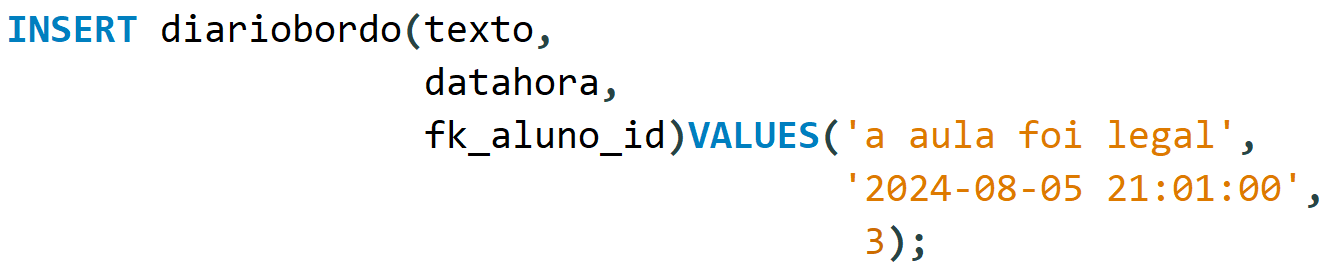 INSERT diariobordo(texto,
datahora,
fk_aluno_id)VALUES('a aula foi legal',
'2024-08-05 21:01:00',
3);